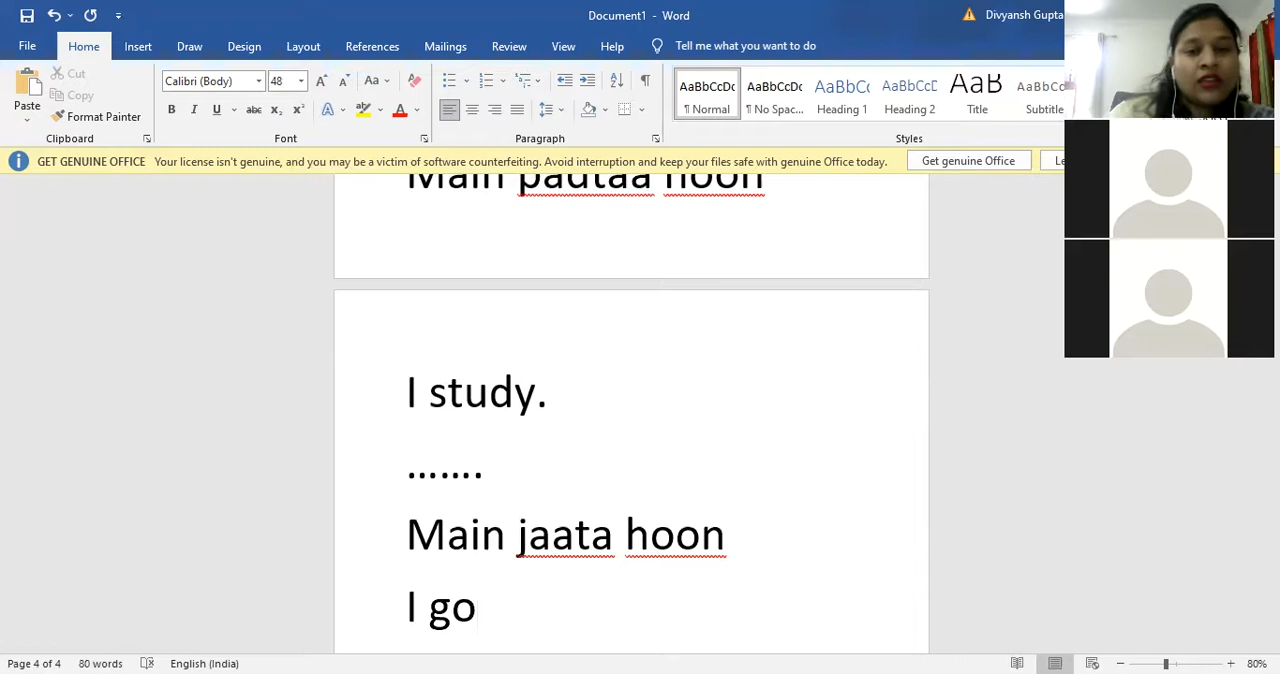 Document1 - Word
Divyansh Gupta
File Home Insert Draw Design Layout References Mailings Review View Help Tell me what you want to do
Paste
Cut
Copy
Format Painter
Clipboard
Calibri (Body) 48
Font
Paragraph
AaBbCcDc AaBbCcDc AaBbCc AaBbCcD AaB AaBbCcD
¶ Normal ¶ No Spac... Heading 1 Heading 2 Title Subtitle
Styles
GET GENUINE OFFICE Your license isn't genuine, and you may be a victim of software counterfeiting. Avoid interruption and keep your files safe with genuine Office today. Get genuine Office Le
Main padtaa hoon
I study.
…….
Main jaata hoon
I go
Page 4 of 4 80 words English (India) 80%